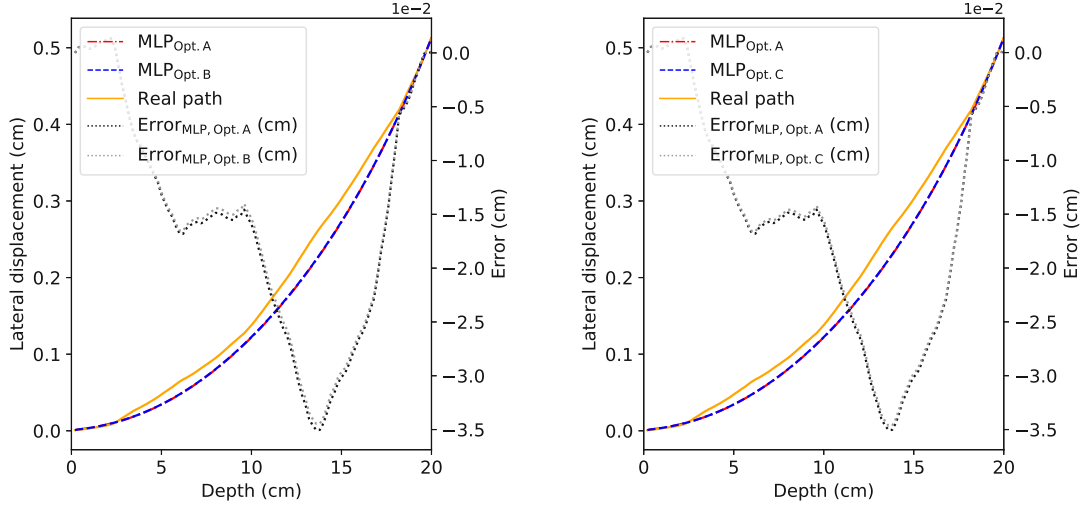 1e−2
0.5
0.4
0.3
0.2
0.1
0.0
Lateral displacement (cm)
MLP_Opt. A
MLP_Opt. B
Real path
Error_MLP, Opt. A (cm)
Error_MLP, Opt. B (cm)
0.0
−0.5
−1.0
−1.5
−2.0
−2.5
−3.0
−3.5
Error (cm)
0 5 10 15 20
Depth (cm)
1e−2
0.5
0.4
0.3
0.2
0.1
0.0
Lateral displacement (cm)
MLP_Opt. A
MLP_Opt. C
Real path
Error_MLP, Opt. A (cm)
Error_MLP, Opt. C (cm)
0.0
−0.5
−1.0
−1.5
−2.0
−2.5
−3.0
−3.5
Error (cm)
0 5 10 15 20
Depth (cm)